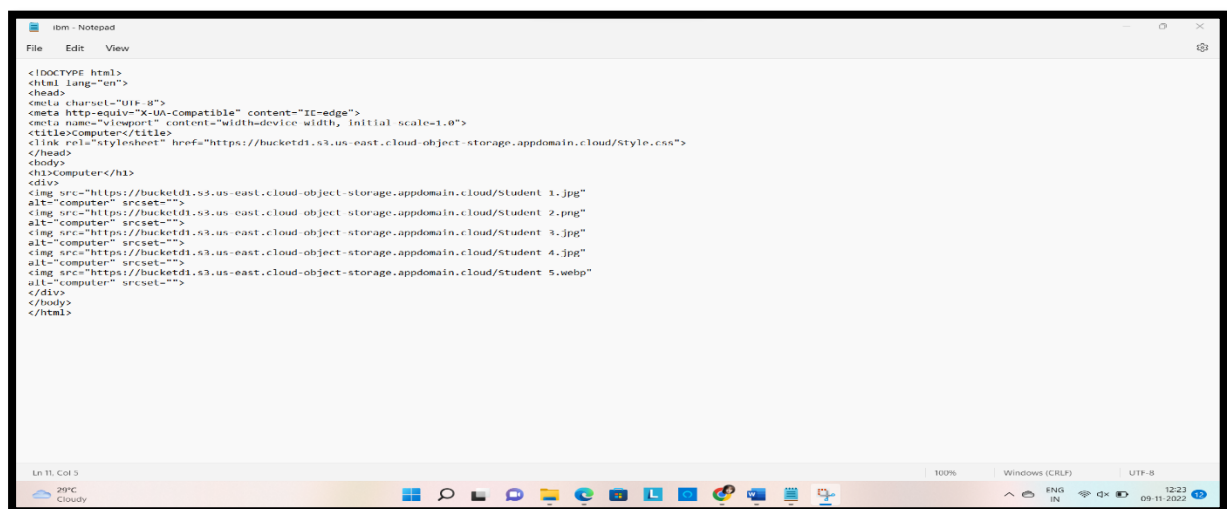 ibm - Notepad
File Edit View
<!DOCTYPE html>
<html lang="en">
<head>
<meta charset="UTF-8">
<meta http-equiv="X-UA-Compatible" content="IE=edge">
<meta name="viewport" content="width=device-width, initial-scale=1.0">
<title>Computer</title>
<link rel="stylesheet" href="https://bucketd1.s3.us-east.cloud-object-storage.appdomain.cloud/Style.css">
</head>
<body>
<h1>Computer</h1>
<div>
<img src="https://bucketd1.s3.us-east.cloud-object-storage.appdomain.cloud/Student 1.jpg"
alt="computer" srcset="">
<img src="https://bucketd1.s3.us-east.cloud-object-storage.appdomain.cloud/Student 2.png"
alt="computer" srcset="">
<img src="https://bucketd1.s3.us-east.cloud-object-storage.appdomain.cloud/Student 3.jpg"
alt="computer" srcset="">
<img src="https://bucketd1.s3.us-east.cloud-object-storage.appdomain.cloud/Student 4.jpg"
alt="computer" srcset="">
<img src="https://bucketd1.s3.us-east.cloud-object-storage.appdomain.cloud/Student 5.webp"
alt="computer" srcset="">
</div>
</body>
</html>
Ln 11, Col 5 100% Windows (CRLF) UTF-8
29°C
Cloudy
L
W
ENG
IN
12:23
09-11-2022
12